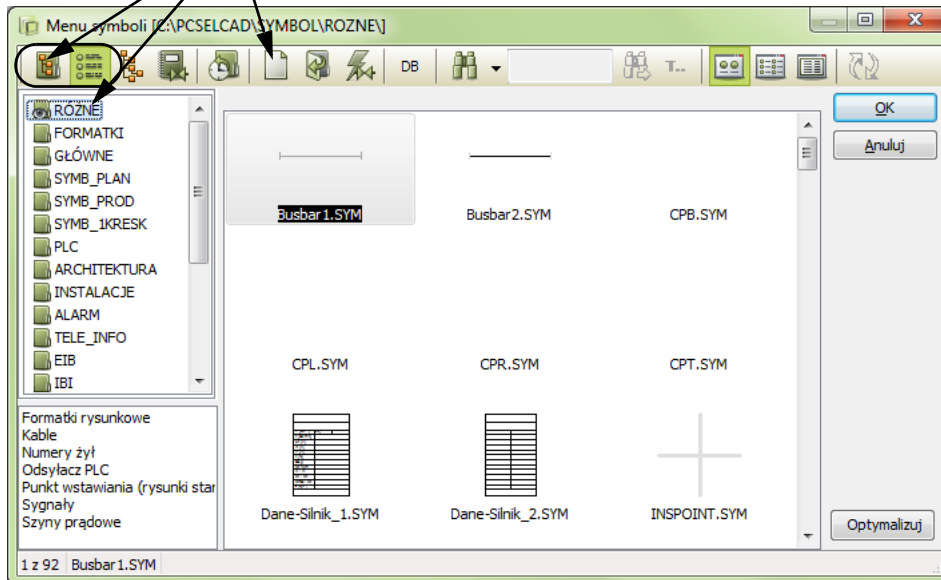 Menu symboli [C:\PCSELCAD\SYMBOL\ROZNE\]
DB
T...
RÓŻNE
FORMATKI
GŁÓWNE
SYMB_PLAN
SYMB_PROD
SYMB_1KRESK
PLC
ARCHITEKTURA
INSTALACJE
ALARM
TELE_INFO
EIB
IBI
Formatki rysunkowe
Kable
Numery żył
Odsyłacz PLC
Punkt wstawiania (rysunki star
Sygnały
Szyny prądowe
Busbar1.SYM
Busbar2.SYM
CPB.SYM
CPL.SYM
CPR.SYM
CPT.SYM
Dane-Silnik_1.SYM
Dane-Silnik_2.SYM
INSPOINT.SYM
OK
Anuluj
Optymalizuj
1 z 92 Busbar1.SYM